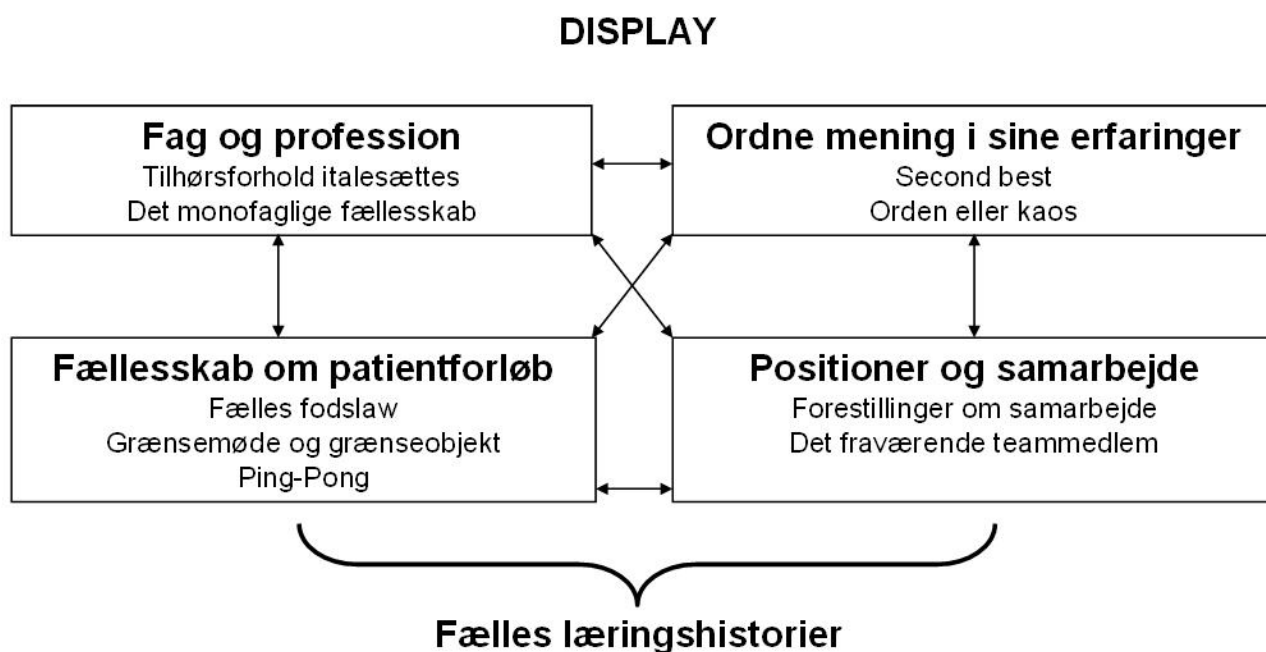 DISPLAY
Fag og profession
Tilhørsforhold italesættes
Det monofaglige fællesskab
Ordne mening i sine erfaringer
Second best
Orden eller kaos
Fællesskab om patientforløb
Fælles fodslaw
Grænsemøde og grænseobjekt
Ping-Pong
Positioner og samarbejde
Forestillinger om samarbejde
Det fraværende teammedlem
Fælles læringshistorier